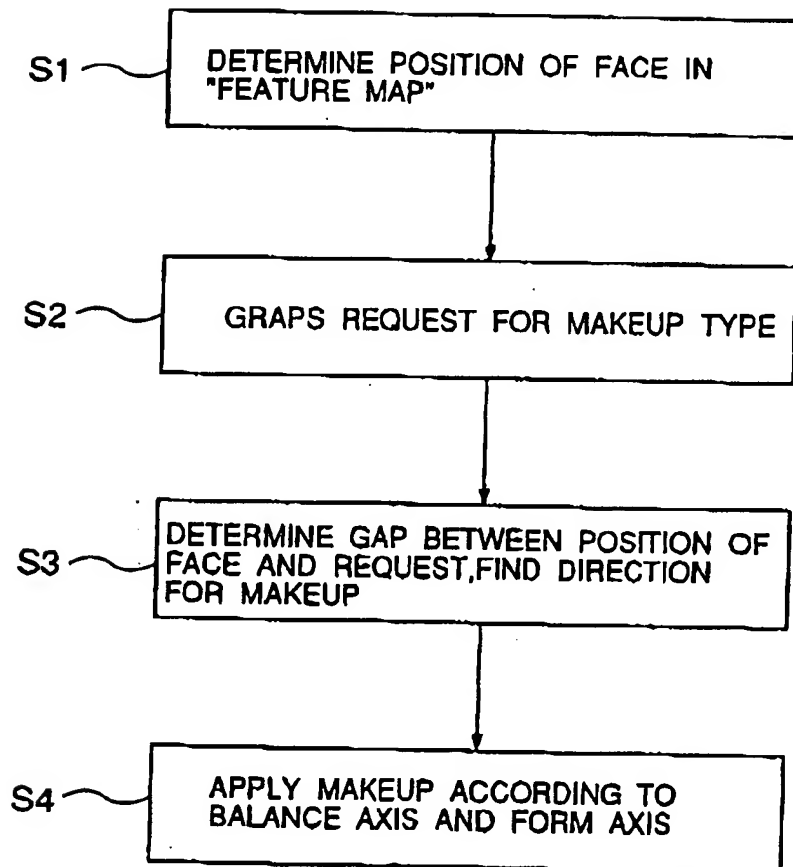 S1
DETERMINE POSITION OF FACE IN
"FEATURE MAP"
S2
GRAPS REQUEST FOR MAKEUP TYPE
S3
DETERMINE GAP BETWEEN POSITION OF
FACE AND REQUEST,FIND DIRECTION
FOR MAKEUP
S4
APPLY MAKEUP ACCORDING TO
BALANCE AXIS AND FORM AXIS